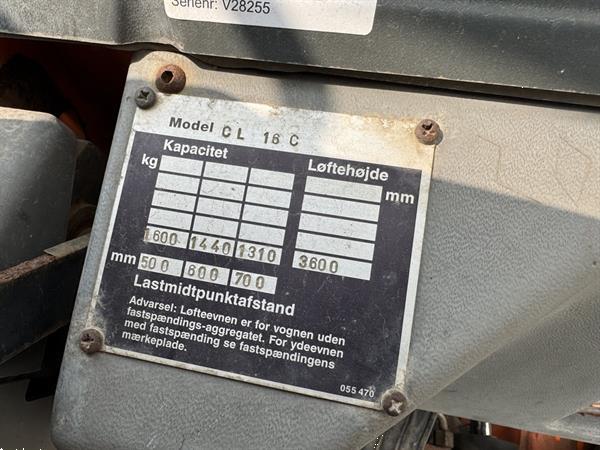 Serienr: V28255
Model CL 16 C
Kapacitet Løftehøjde
kg mm
1600 1440 1310 3600
mm 500 600 700
Lastmidtpunktafstand
Advarsel: Løfteevnen er for vognen uden
fastspændings-aggregatet. For ydeevnen
med fastspænding se fastspændingens
mærkeplade.
055 470